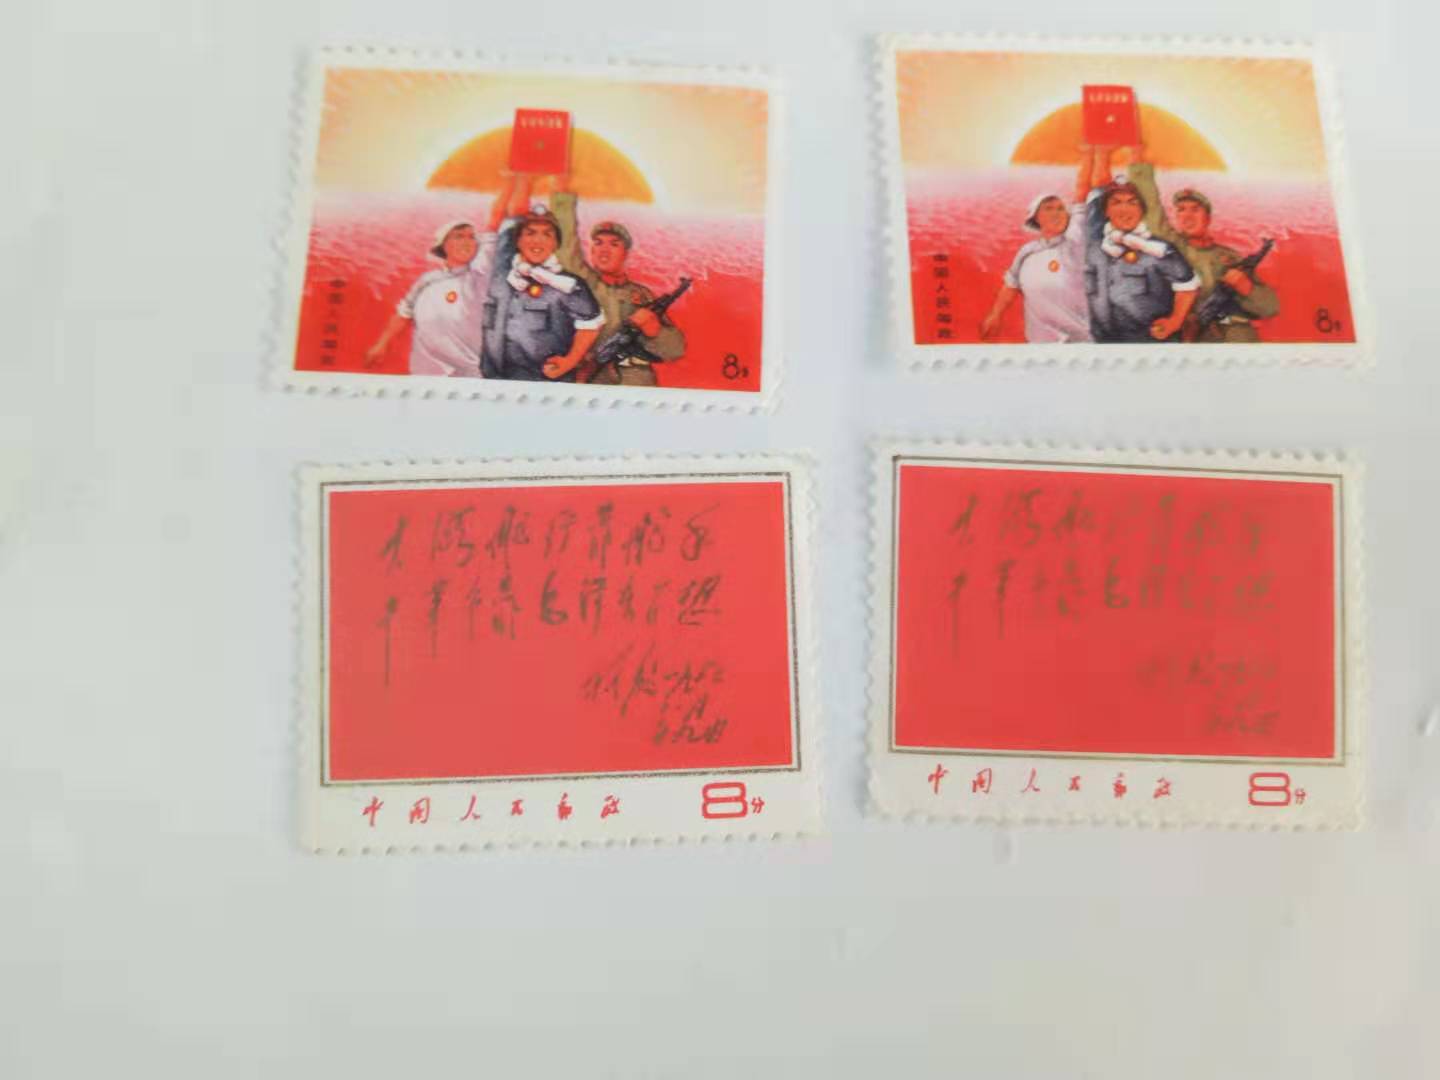 中国人民邮政
8分
中国人民邮政
8分
大海航行靠舵手
干革命靠毛泽东思想
中国人民邮政 8分
大海航行靠舵手
干革命靠毛泽东思想
中国人民邮政 8分